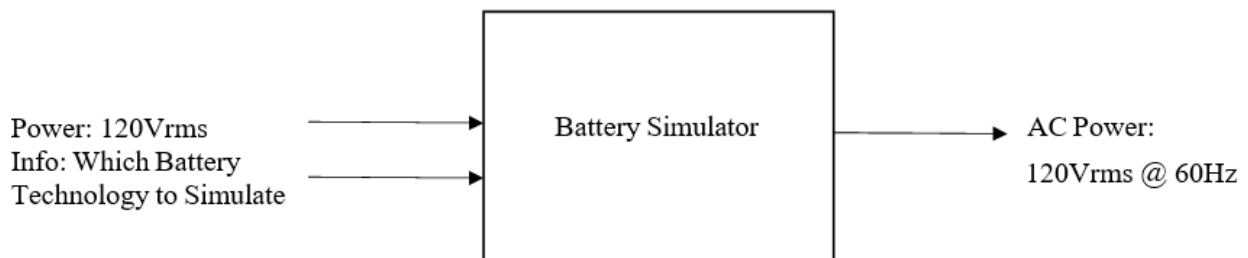 Power: 120Vrms
Info: Which Battery
Technology to Simulate
Battery Simulator
AC Power:
120Vrms @ 60Hz